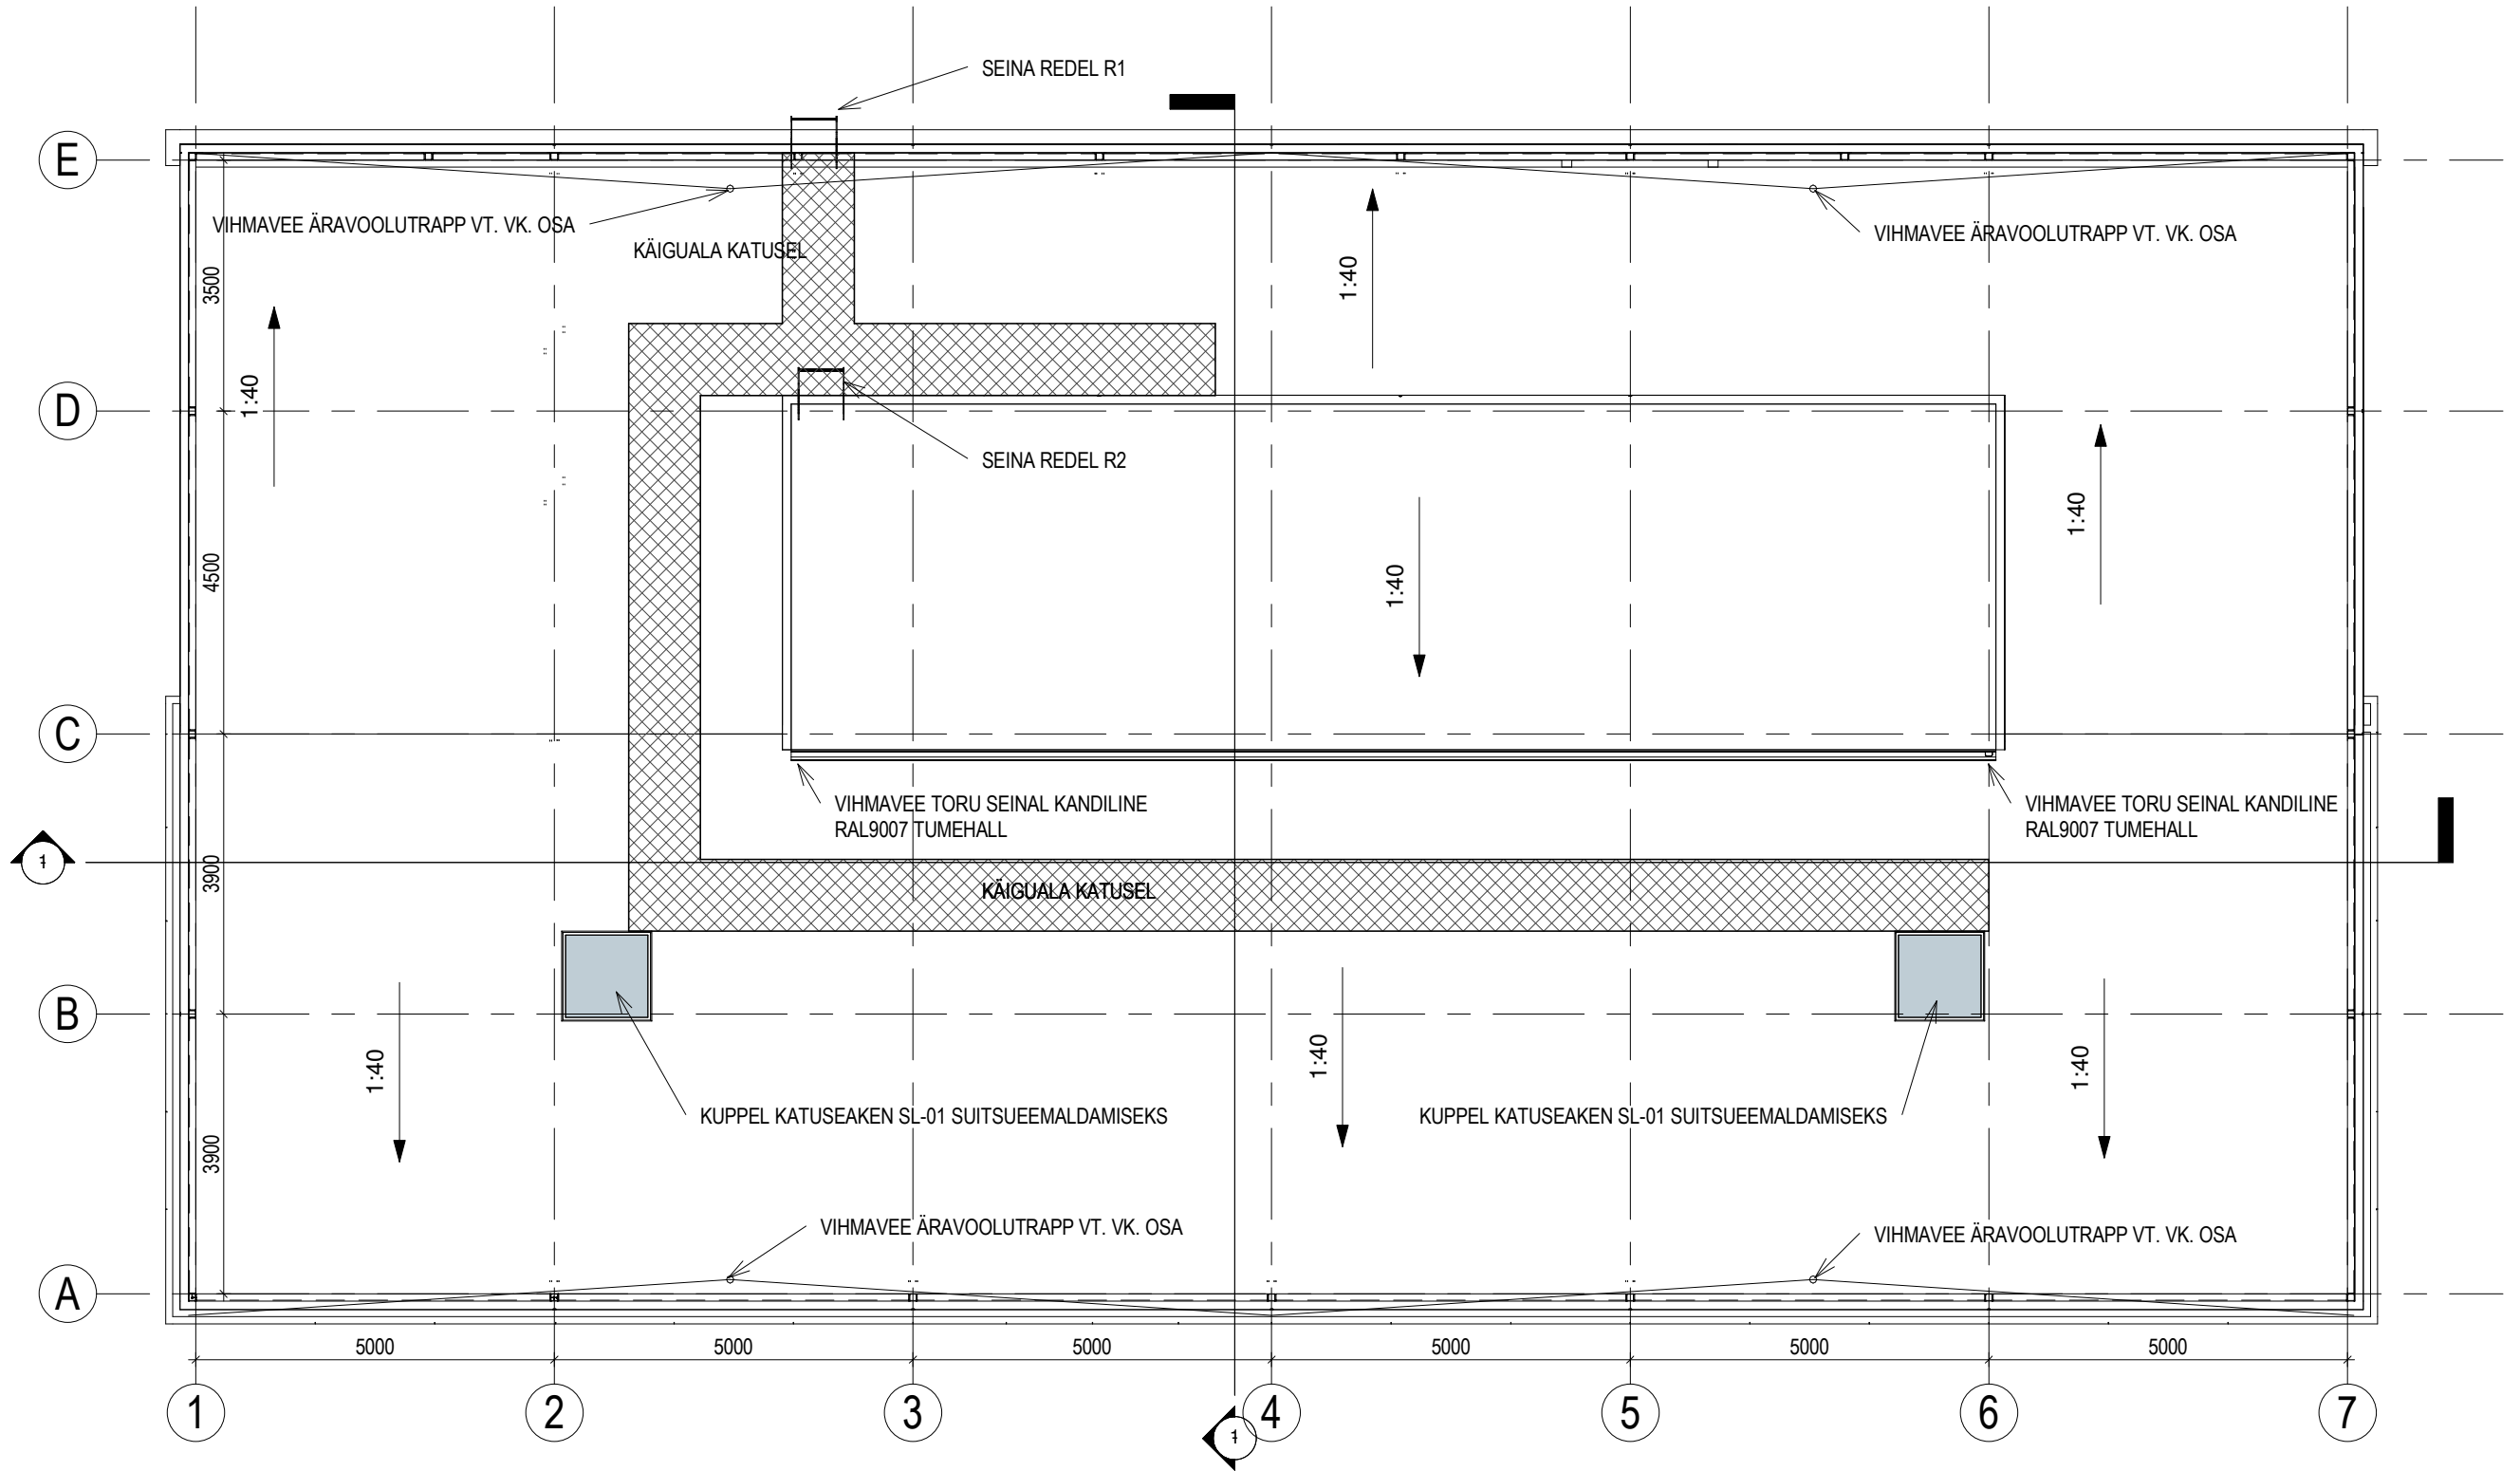 SEINA REDEL R1
E
VIHMAVEE ÄRAVOOLUTRAPP VT. VK. OSA
VIHMAVEE ÄRAVOOLUTRAPP VT. VK. OSA
KÄIGUALA KATUSEL
3500
1:40
1:40
D
SEINA REDEL R2
1:40
4500
1:40
C
VIHMAVEE TORU SEINAL KANDILINE
RAL9007 TUMEHALL
VIHMAVEE TORU SEINAL KANDILINE
RAL9007 TUMEHALL
1
3900
KÄIGUALA KATUSEL
B
1:40
1:40
1:40
KUPPEL KATUSEAKEN SL-01 SUITSUEEMALDAMISEKS
KUPPEL KATUSEAKEN SL-01 SUITSUEEMALDAMISEKS
3900
VIHMAVEE ÄRAVOOLUTRAPP VT. VK. OSA
VIHMAVEE ÄRAVOOLUTRAPP VT. VK. OSA
A
5000
5000
5000
5000
5000
5000
1
2
3
4
5
6
7
1